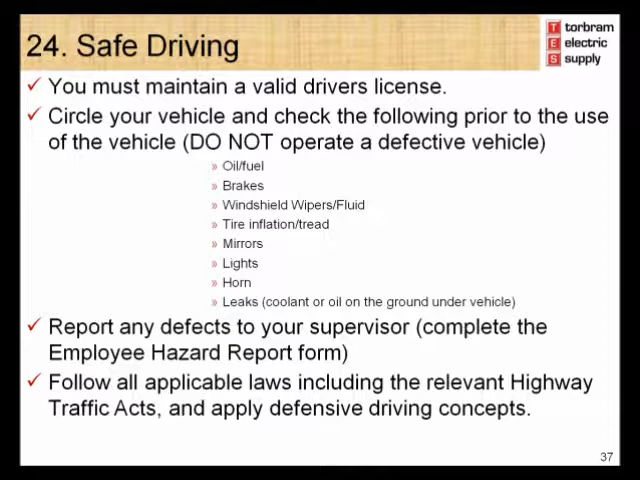 24. Safe Driving
T torbram
E electric
S supply
✓ You must maintain a valid drivers license.
✓ Circle your vehicle and check the following prior to the use
of the vehicle (DO NOT operate a defective vehicle)
» Oil/fuel
» Brakes
» Windshield Wipers/Fluid
» Tire inflation/tread
» Mirrors
» Lights
» Horn
» Leaks (coolant or oil on the ground under vehicle)
✓ Report any defects to your supervisor (complete the
Employee Hazard Report form)
✓ Follow all applicable laws including the relevant Highway
Traffic Acts, and apply defensive driving concepts.
37